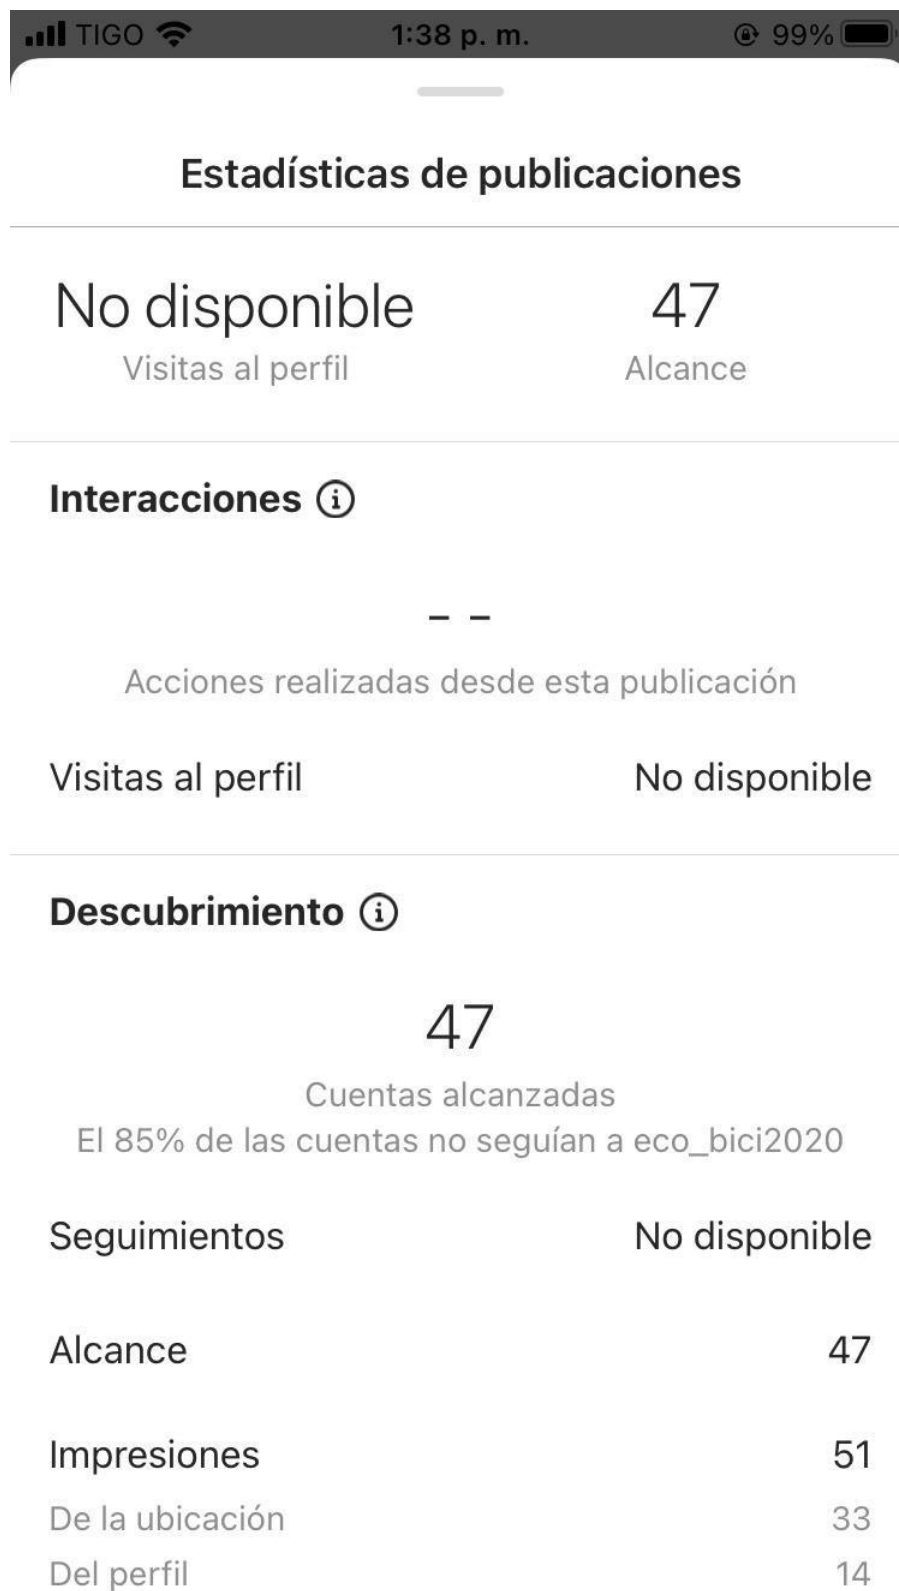 TIGO 1:38 p. m. 99%
Estadísticas de publicaciones
No disponible 47
Visitas al perfil Alcance
Interacciones
- -
Acciones realizadas desde esta publicación
Visitas al perfil No disponible
Descubrimiento
47
Cuentas alcanzadas
El 85% de las cuentas no seguían a eco_bici2020
Seguimientos No disponible
Alcance 47
Impresiones 51
De la ubicación 33
Del perfil 14